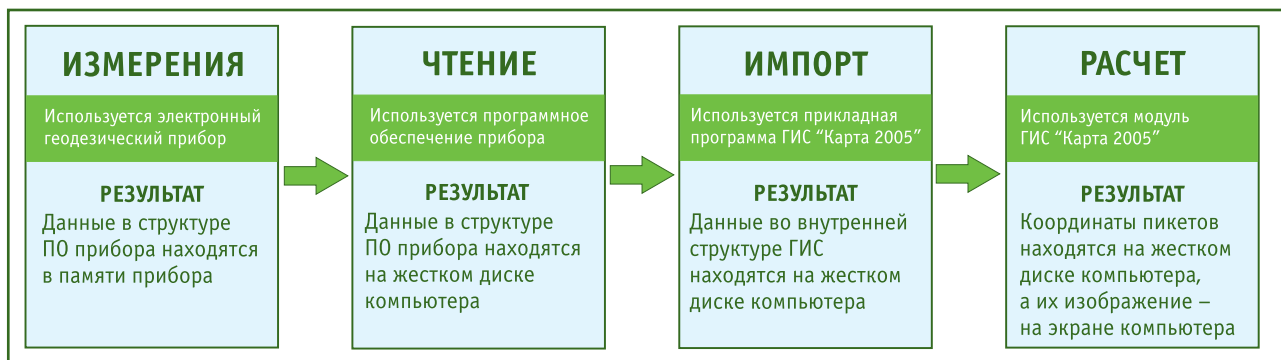 ИЗМЕРЕНИЯ
Используется электронный
геодезический прибор
РЕЗУЛЬТАТ
Данные в структуре
ПО прибора находятся
в памяти прибора
ЧТЕНИЕ
Используется программное
обеспечение прибора
РЕЗУЛЬТАТ
Данные в структуре
ПО прибора находятся
на жестком диске
компьютера
ИМПОРТ
Используется прикладная
программа ГИС “Карта 2005”
РЕЗУЛЬТАТ
Данные во внутренней
структуре ГИС
находятся на жестком
диске компьютера
РАСЧЕТ
Используется модуль
ГИС “Карта 2005”
РЕЗУЛЬТАТ
Координаты пикетов
находятся на жестком
диске компьютера,
а их изображение –
на экране компьютера